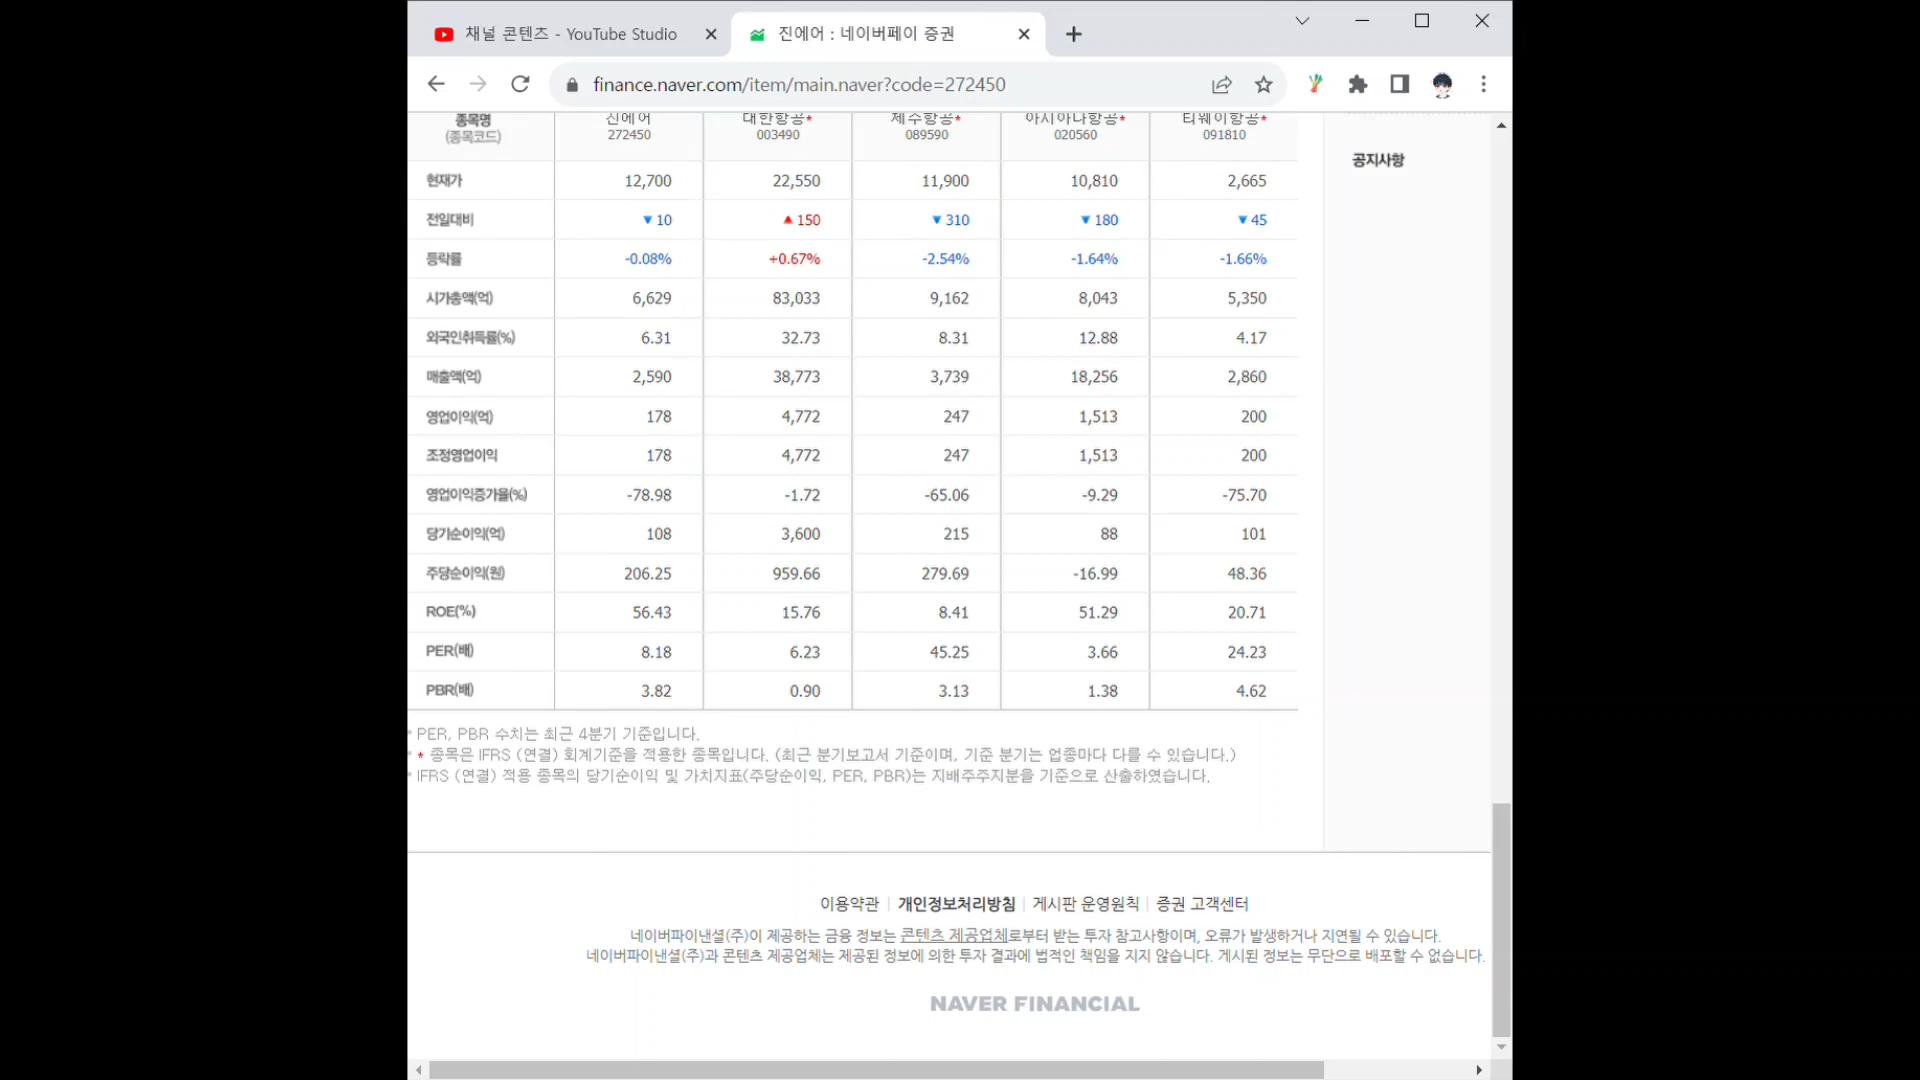 채널 콘텐츠 - YouTube Studio
진에어 : 네이버페이 증권
finance.naver.com/item/main.naver?code=272450
종목명 진에어 대한항공* 제주항공* 아시아나항공* 티웨이항공*
(종목코드) 272450 003490 089590 020560 091810
공지사항
현재가 12,700 22,550 11,900 10,810 2,665
전일대비 ▼10 ▲150 ▼310 ▼180 ▼45
등락률 -0.08% +0.67% -2.54% -1.64% -1.66%
시가총액(억) 6,629 83,033 9,162 8,043 5,350
외국인취득률(%) 6.31 32.73 8.31 12.88 4.17
매출액(억) 2,590 38,773 3,739 18,256 2,860
영업이익(억) 178 4,772 247 1,513 200
조정영업이익 178 4,772 247 1,513 200
영업이익증가율(%) -78.98 -1.72 -65.06 -9.29 -75.70
당기순이익(억) 108 3,600 215 88 101
주당순이익(원) 206.25 959.66 279.69 -16.99 48.36
ROE(%) 56.43 15.76 8.41 51.29 20.71
PER(배) 8.18 6.23 45.25 3.66 24.23
PBR(배) 3.82 0.90 3.13 1.38 4.62
* PER, PBR 수치는 최근 4분기 기준입니다.
* * 종목은 IFRS (연결) 회계기준을 적용한 종목입니다. (최근 분기보고서 기준이며, 기준 분기는 업종마다 다를 수 있습니다.)
* IFRS (연결) 적용 종목의 당기순이익 및 가치지표(주당순이익, PER, PBR)는 지배주주지분을 기준으로 산출하였습니다.
이용약관 | 개인정보처리방침 | 게시판 운영원칙 | 증권 고객센터
네이버파이낸셜(주)이 제공하는 금융 정보는 콘텐츠 제공업체로부터 받는 투자 참고사항이며, 오류가 발생하거나 지연될 수 있습니다.
네이버파이낸셜(주)과 콘텐츠 제공업체는 제공된 정보에 의한 투자 결과에 법적인 책임을 지지 않습니다. 게시된 정보는 무단으로 배포할 수 없습니다.
NAVER FINANCIAL